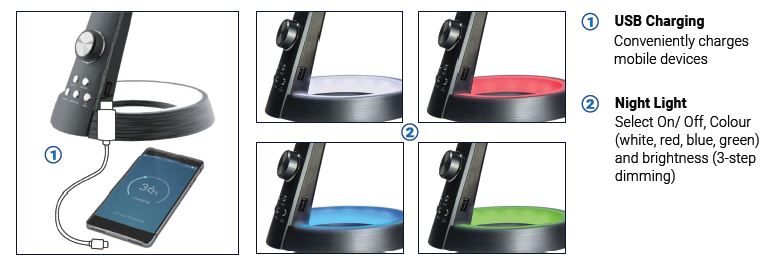 1
36%
2
1 USB Charging
Conveniently charges
mobile devices
2 Night Light
Select On/ Off, Colour
(white, red, blue, green)
and brightness (3-step
dimming)